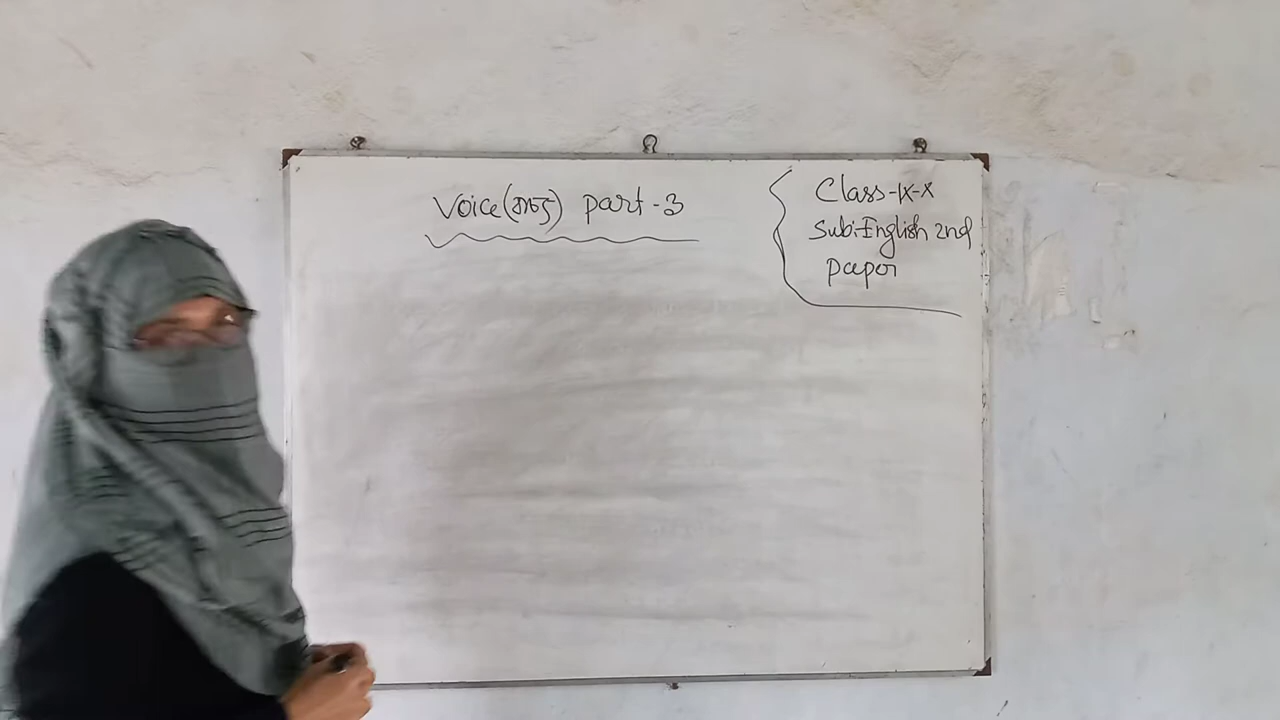 Voice (বাচ্য) part-3
Class-IX-X
Sub:-English 2nd
paper